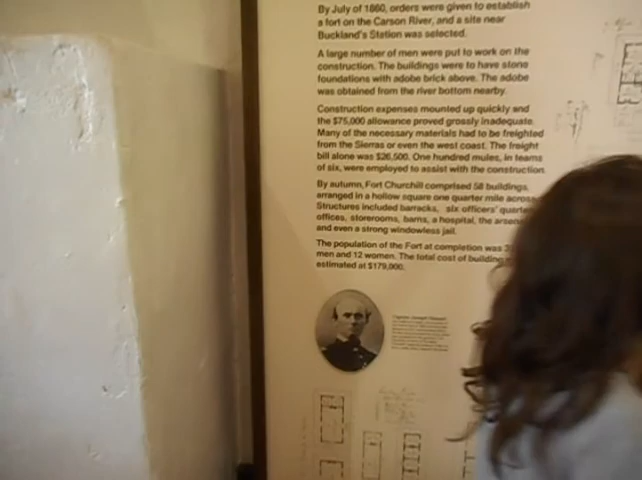 By July of 1860, orders were given to establish
a fort on the Carson River, and a site near
Buckland's Station was selected.
A large number of men were put to work on the
construction. The buildings were to have stone
foundations with adobe brick above. The adobe
was obtained from the river bottom nearby.
Construction expenses mounted up quickly and
the $75,000 allowance proved grossly inadequate.
Many of the necessary materials had to be freighted
from the Sierras or even the west coast. The freight
bill alone was $26,500. One hundred mules, in teams
of six, were employed to assist with the construction.
By autumn, Fort Churchill comprised 58 buildings,
arranged in a hollow square one quarter mile across.
Structures included barracks, six officers' quarte
offices, storerooms, barns, a hospital, the arsen
and even a strong windowless jail.
The population of the Fort at completion was
men and 12 women. The total cost of building
estimated at $179,000.
Captain Joseph Stewart